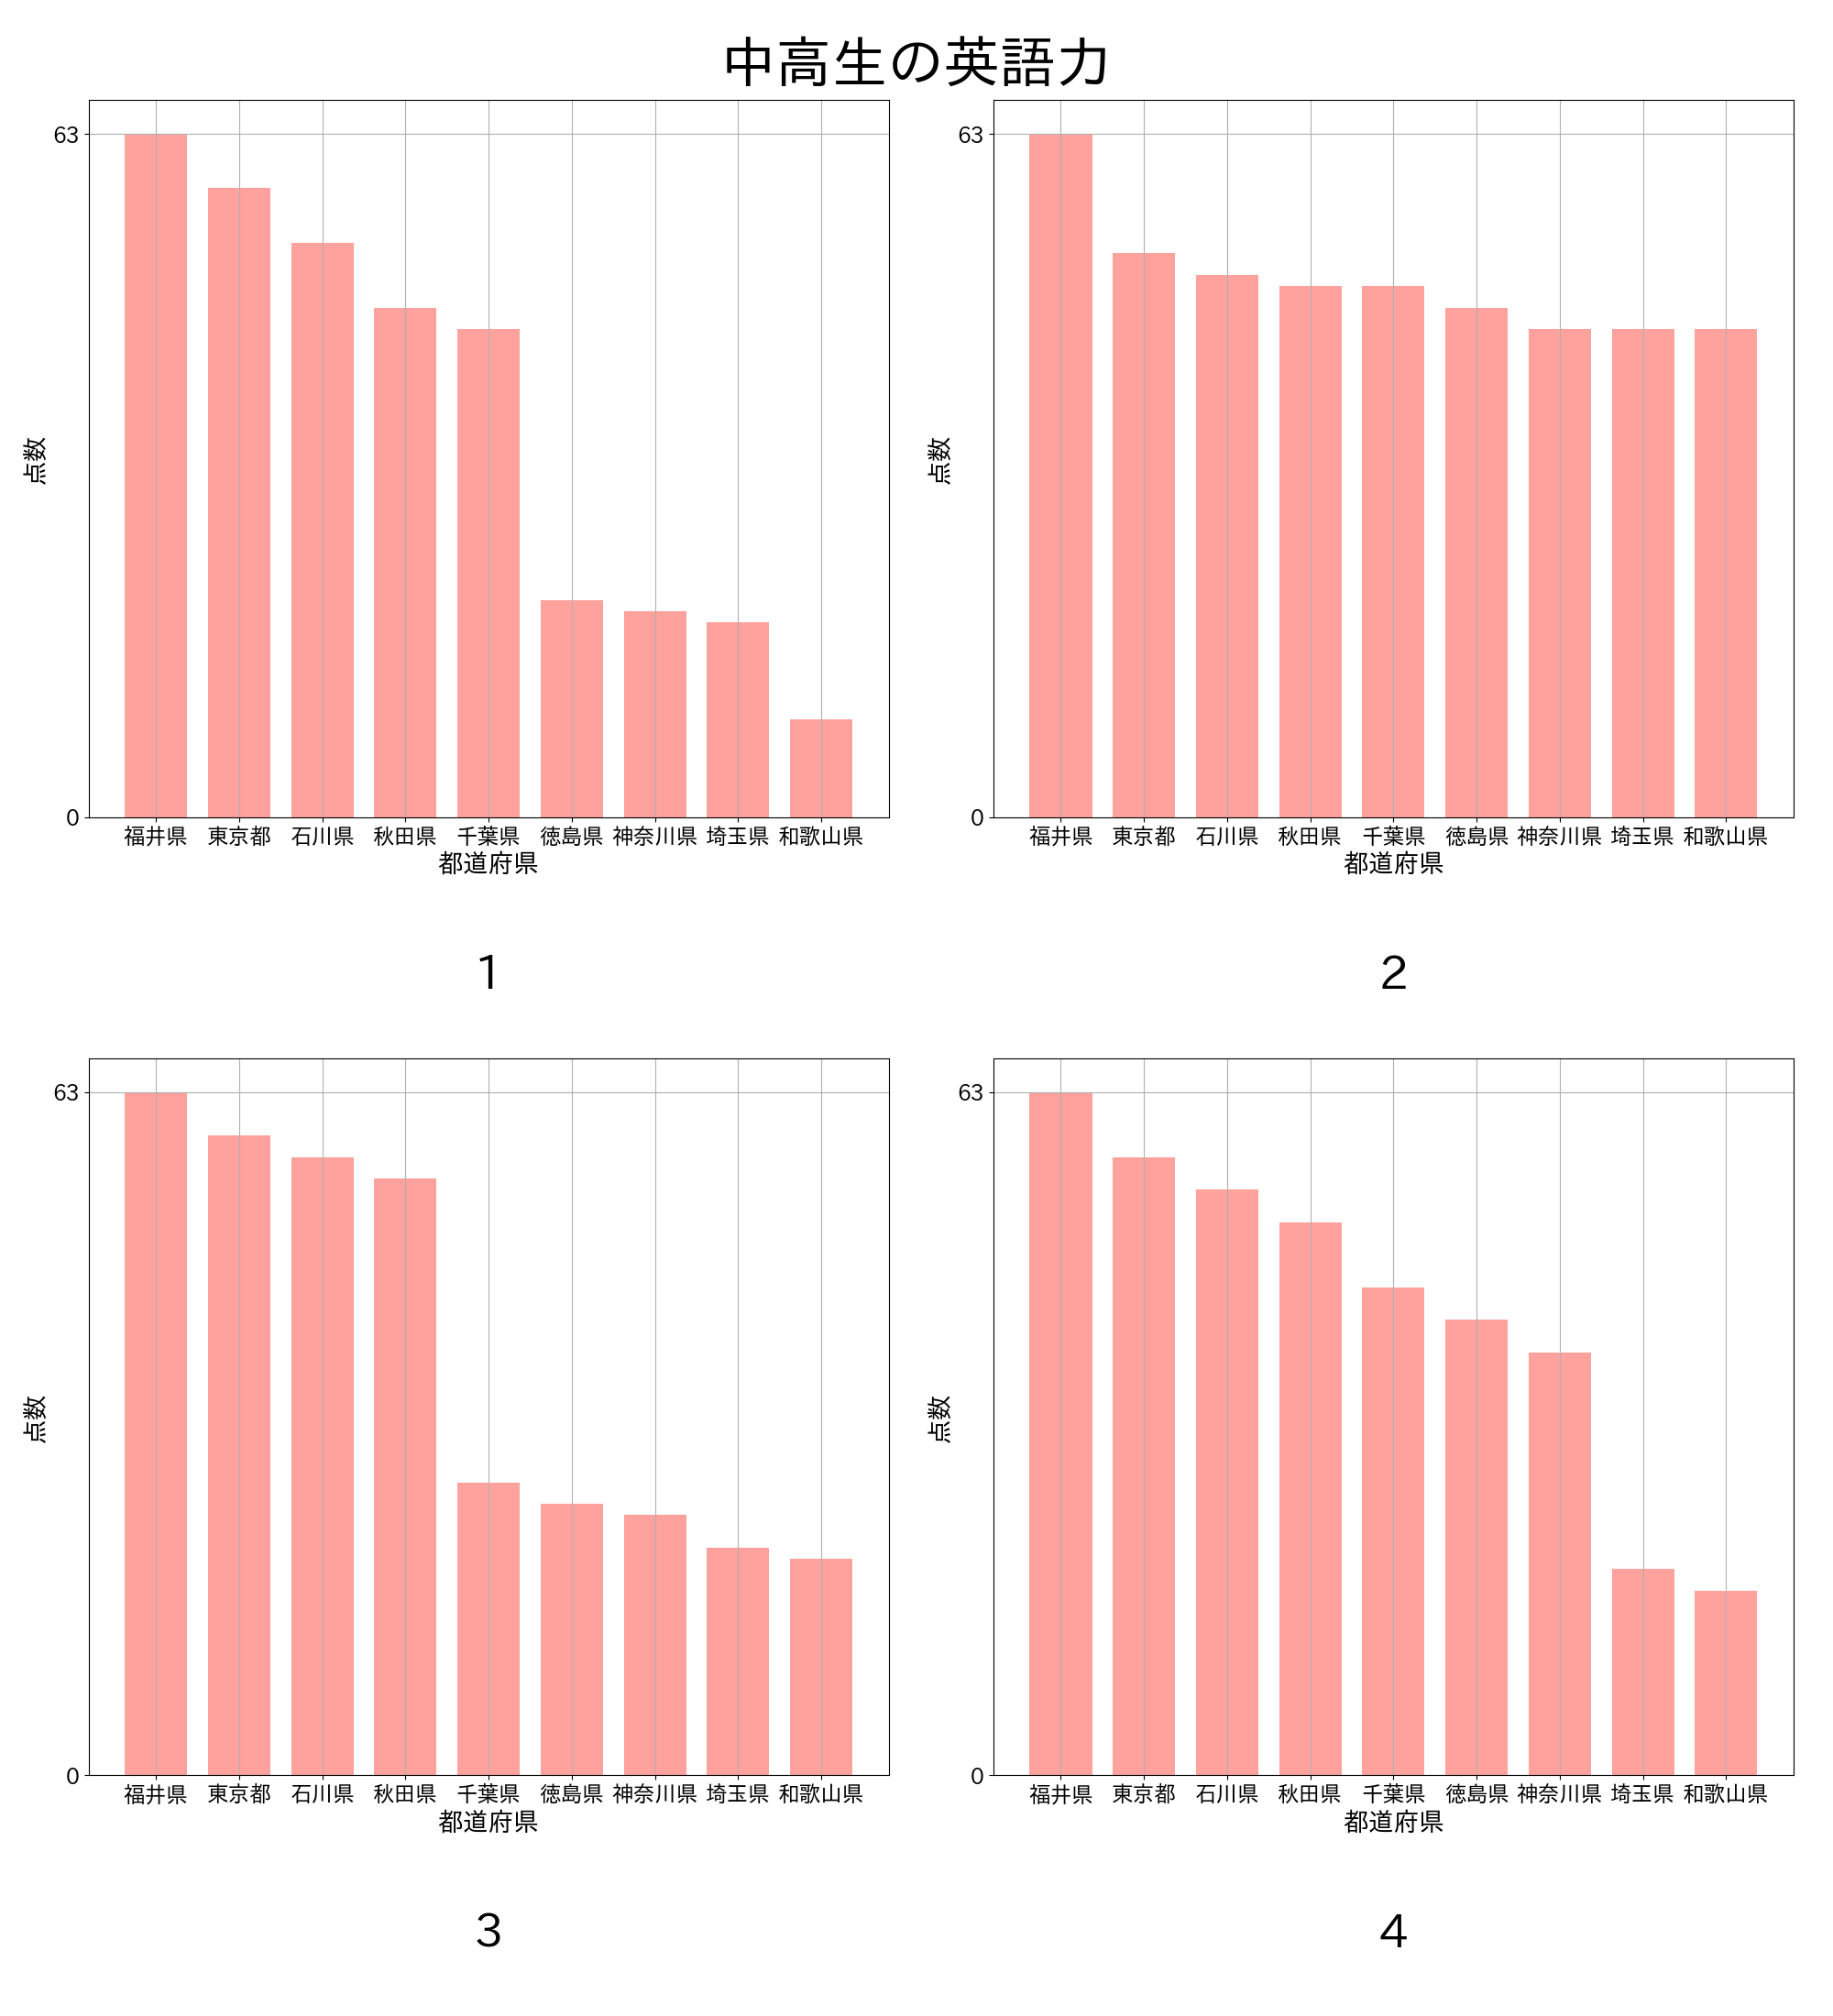 中高生の英語力
63
点数
0
福井県 東京都 石川県 秋田県 千葉県 徳島県 神奈川県 埼玉県 和歌山県
都道府県
1
63
点数
0
福井県 東京都 石川県 秋田県 千葉県 徳島県 神奈川県 埼玉県 和歌山県
都道府県
2
63
点数
0
福井県 東京都 石川県 秋田県 千葉県 徳島県 神奈川県 埼玉県 和歌山県
都道府県
3
63
点数
0
福井県 東京都 石川県 秋田県 千葉県 徳島県 神奈川県 埼玉県 和歌山県
都道府県
4